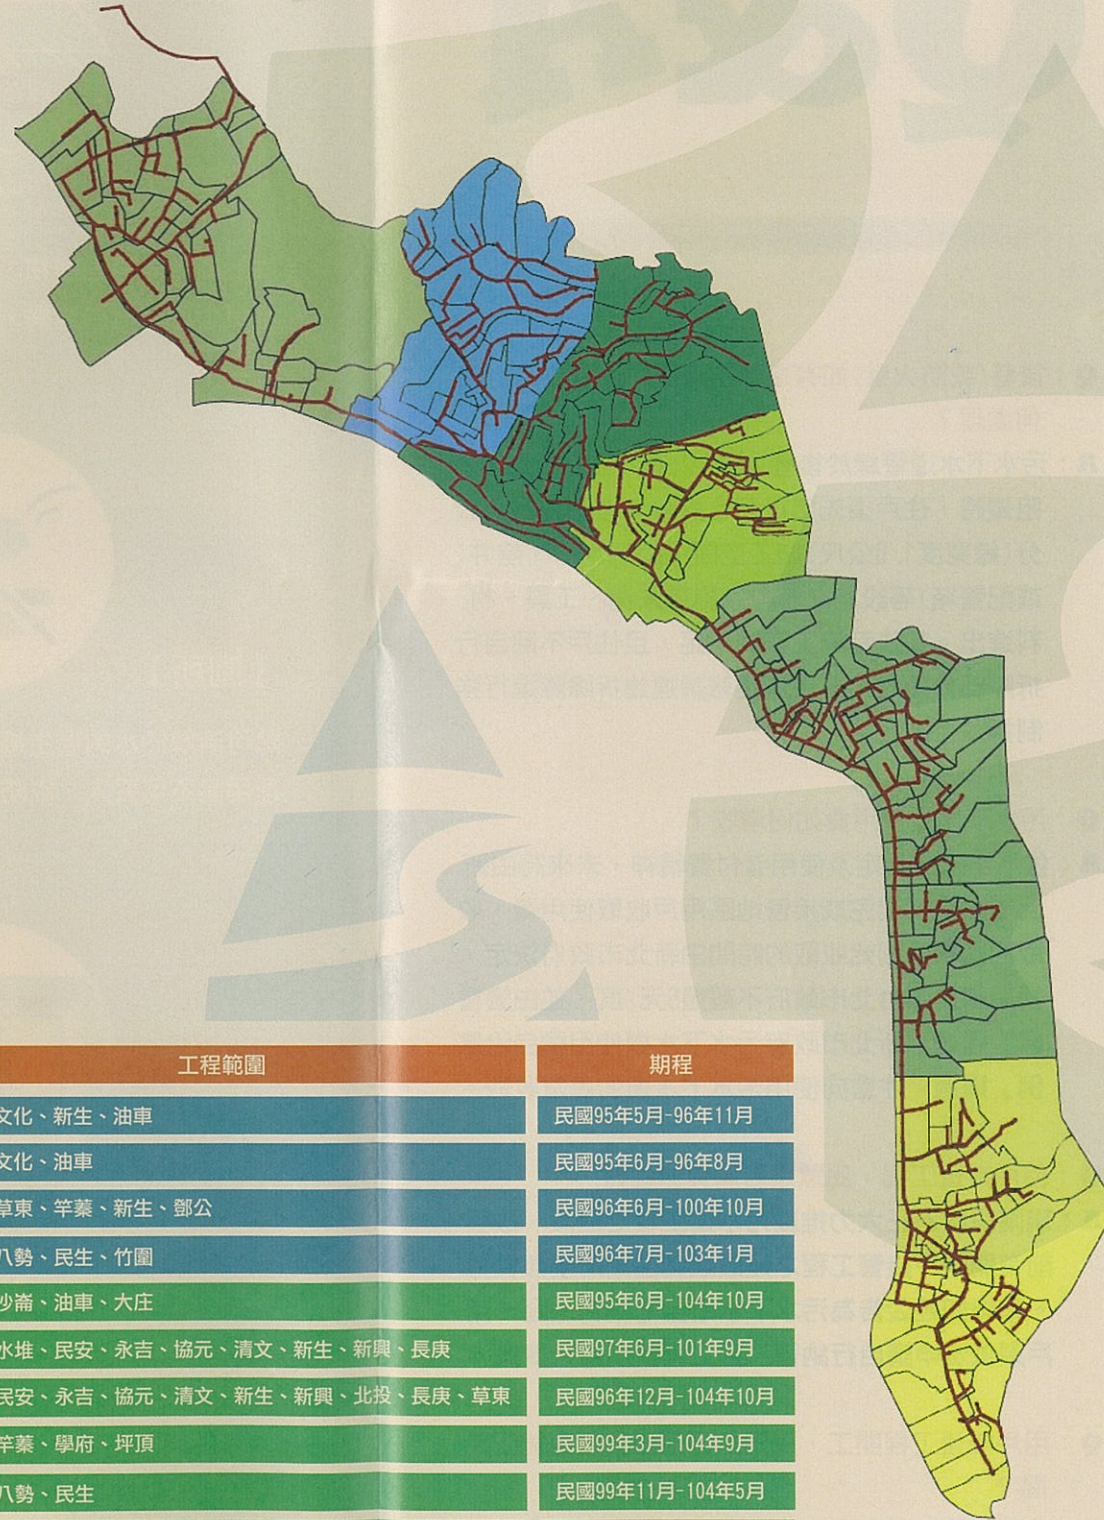 工程範圍 期程
文化、新生、油車 民國95年5月-96年11月
文化、油車 民國95年6月-96年8月
草東、竿蓁、新生、鄧公 民國96年6月-100年10月
八勢、民生、竹圍 民國96年7月-103年1月
沙崙、油車、大庄 民國95年6月-104年10月
水堆、民安、永吉、協元、清文、新生、新興、長庚 民國97年6月-101年9月
民安、永吉、協元、清文、新生、新興、北投、長庚、草東 民國96年12月-104年10月
竿蓁、學府、坪頂 民國99年3月-104年9月
八勢、民生 民國99年11月-104年5月